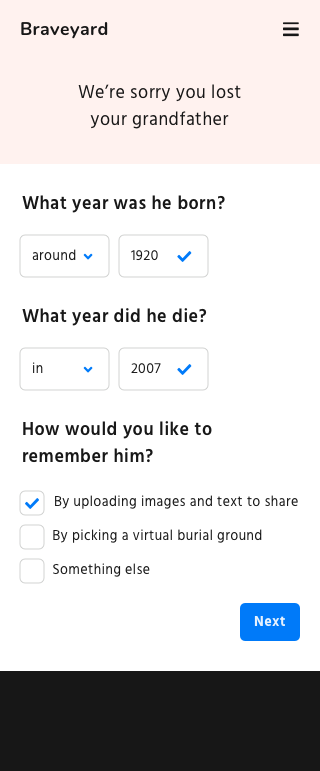 Braveyard
We’re sorry you lost
your grandfather
What year was he born?
around 1920
What year did he die?
in 2007
How would you like to
remember him?
By uploading images and text to share
By picking a virtual burial ground
Something else
Next